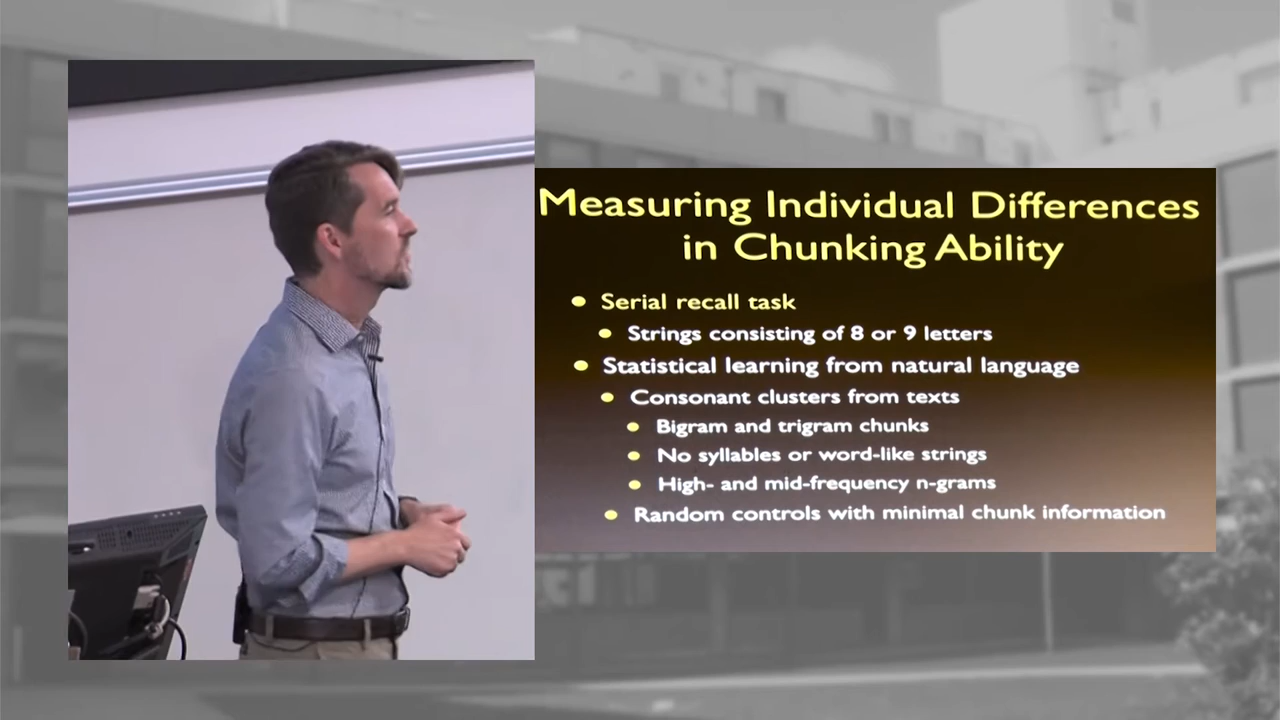 Measuring Individual Differences
in Chunking Ability
Serial recall task
Strings consisting of 8 or 9 letters
Statistical learning from natural language
Consonant clusters from texts
Bigram and trigram chunks
No syllables or word-like strings
High- and mid-frequency n-grams
Random controls with minimal chunk information